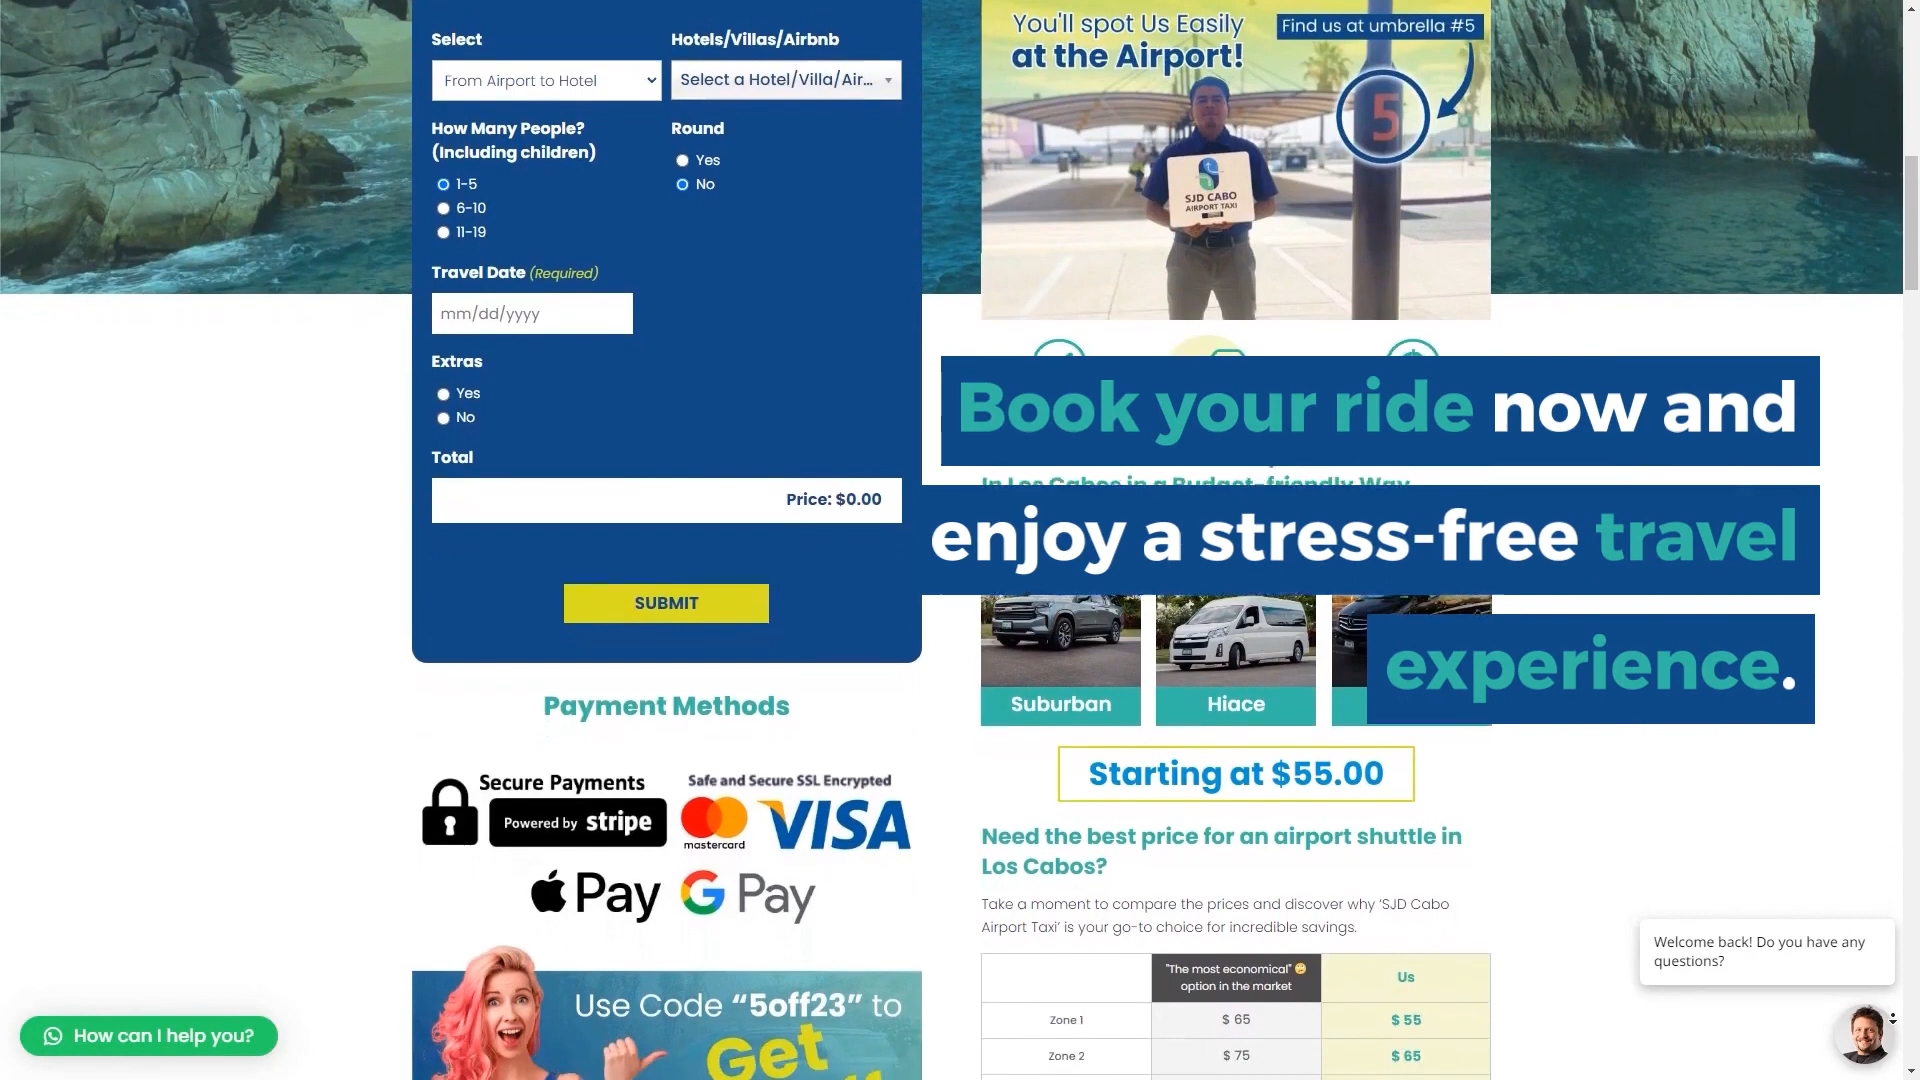 Select
Hotels/Villas/Airbnb
From Airport to Hotel
Select a Hotel/Villa/Air...
How Many People?
(Including children)
Round
Yes
No
1-5
6-10
11-19
Travel Date (Required)
mm/dd/yyyy
Extras
Yes
No
Total
Price: $0.00
SUBMIT
Payment Methods
Secure Payments
Powered by stripe
Safe and Secure SSL Encrypted
mastercard
VISA
Pay
G Pay
Use Code “5off23” to
Get
How can I help you?
You'll spot Us Easily
at the Airport!
Find us at umbrella #5
5
SJD CABO
AIRPORT TAXI
Book your ride now and
In Los Cabos in a Budget-friendly Way
enjoy a stress-free travel
experience.
Suburban
Hiace
Starting at $55.00
Need the best price for an airport shuttle in
Los Cabos?
Take a moment to compare the prices and discover why ‘SJD Cabo
Airport Taxi’ is your go-to choice for incredible savings.
"The most economical"
option in the market
Us
Zone 1
$ 65
$ 55
Zone 2
$ 75
$ 65
Welcome back! Do you have any
questions?